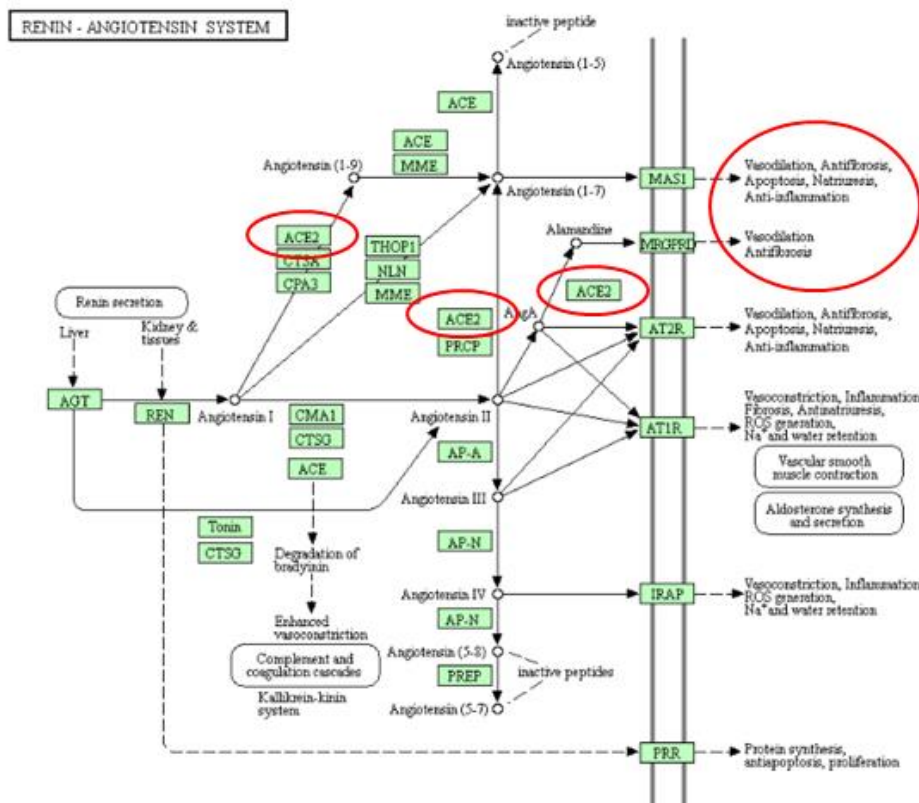 RENIN - ANGIOTENSIN SYSTEM
inactive peptide
Angiotensin (1-5)
ACE
ACE
MME
Angiotensin (1-9)
Angiotensin (1-7)
MAS1
Vasodilation, Antifibrosis,
Apoptosis, Natriuresis,
Anti-inflammation
ACE2
CTSA
CPA3
THOP1
NLN
MME
Alamandine
MRGPRD
Vasodilation
Antifibrosis
ACE2
ACE2
PRCP
AngA
AT2R
Vasodilation, Antifibrosis,
Apoptosis, Natriuresis,
Anti-inflammation
Renin secretion
Liver
Kidney &
tissues
AGT
REN
Angiotensin I
CMA1
CTSG
ACE
Angiotensin II
AP-A
AT1R
Vasoconstriction, Inflammation
Fibrosis, Antinatriuresis,
ROS generation,
Na⁺ and water retention
Vascular smooth
muscle contraction
Aldosterone synthesis
and secretion
Angiotensin III
Tonin
CTSG
Degradation of
bradyinin
AP-N
Angiotensin IV
IRAP
Vasoconstriction, Inflammation
ROS generation,
Na⁺ and water retention
Enhanced
vasoconstriction
AP-N
Complement and
coagulation cascades
Kallikrein-kinin
system
Angiotensin (5-8)
inactive peptides
PREP
Angiotensin (5-7)
PRR
Protein synthesis,
antiapoptosis, proliferation